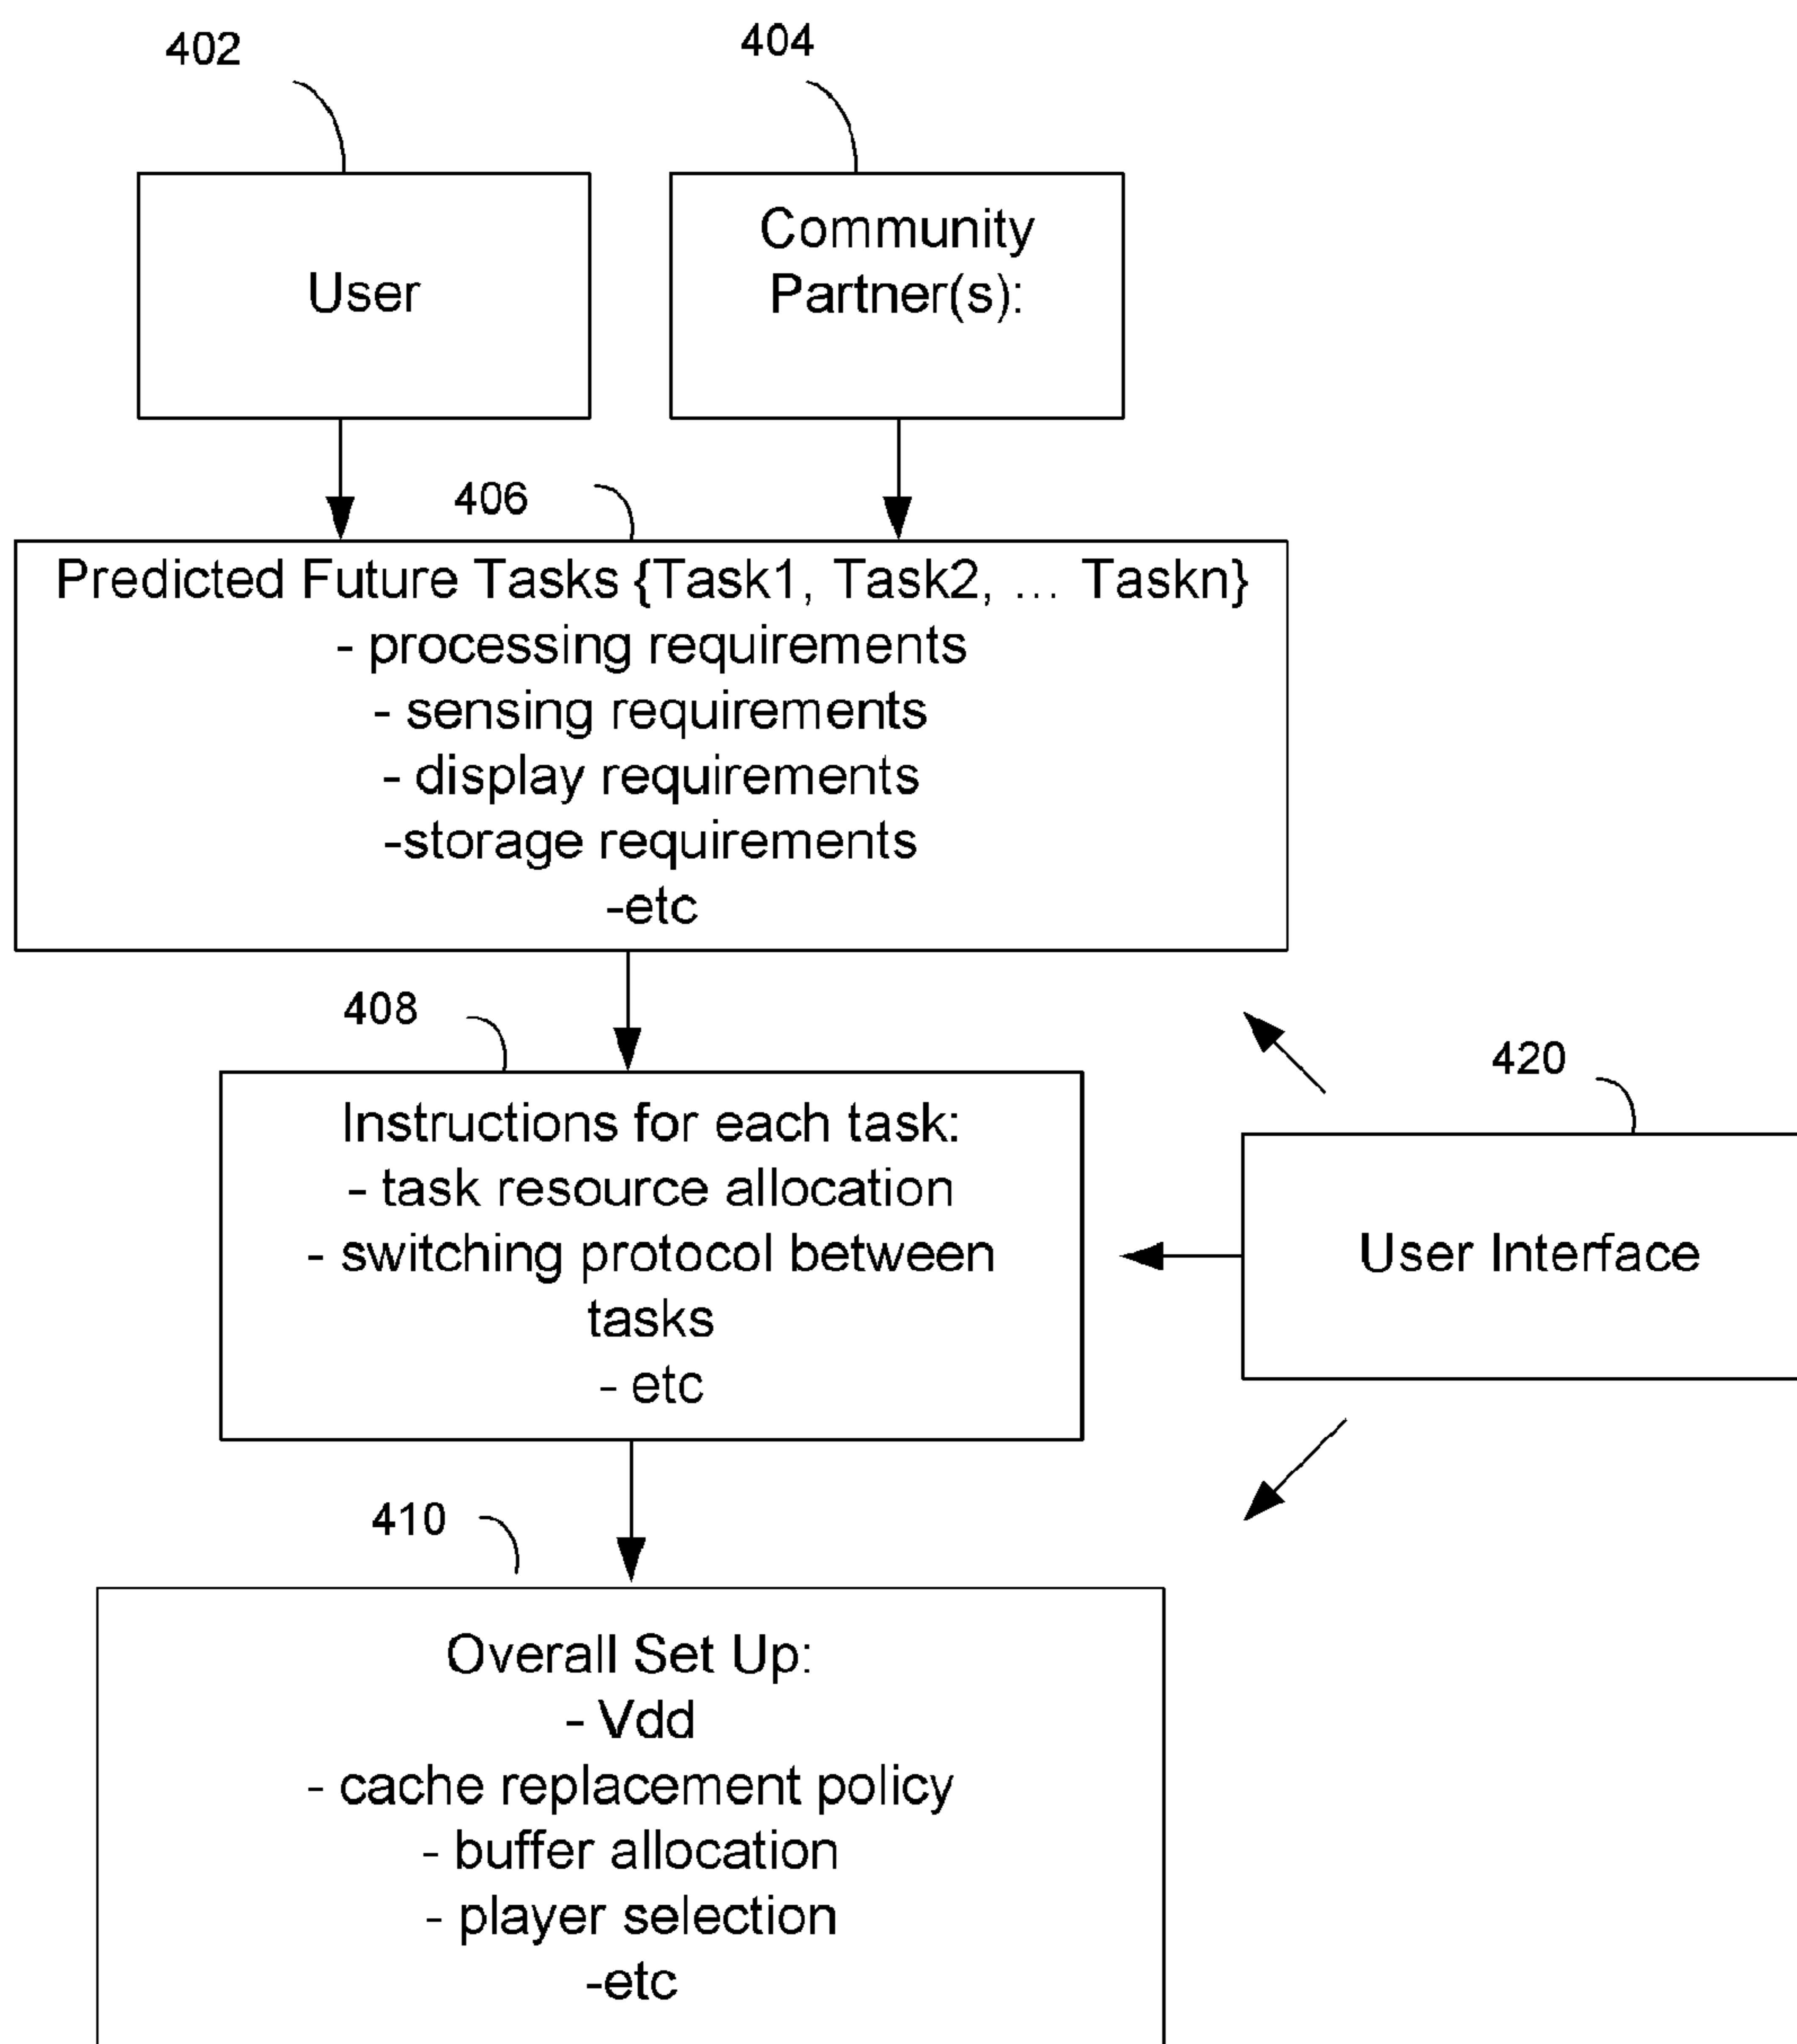 402
404
User
Community
Partner(s):
406
Predicted Future Tasks {Task1, Task2, ... Taskn}
- processing requirements
- sensing requirements
- display requirements
-storage requirements
-etc
408
Instructions for each task:
- task resource allocation
- switching protocol between
tasks
- etc
420
User Interface
410
Overall Set Up:
- Vdd
- cache replacement policy
- buffer allocation
- player selection
-etc